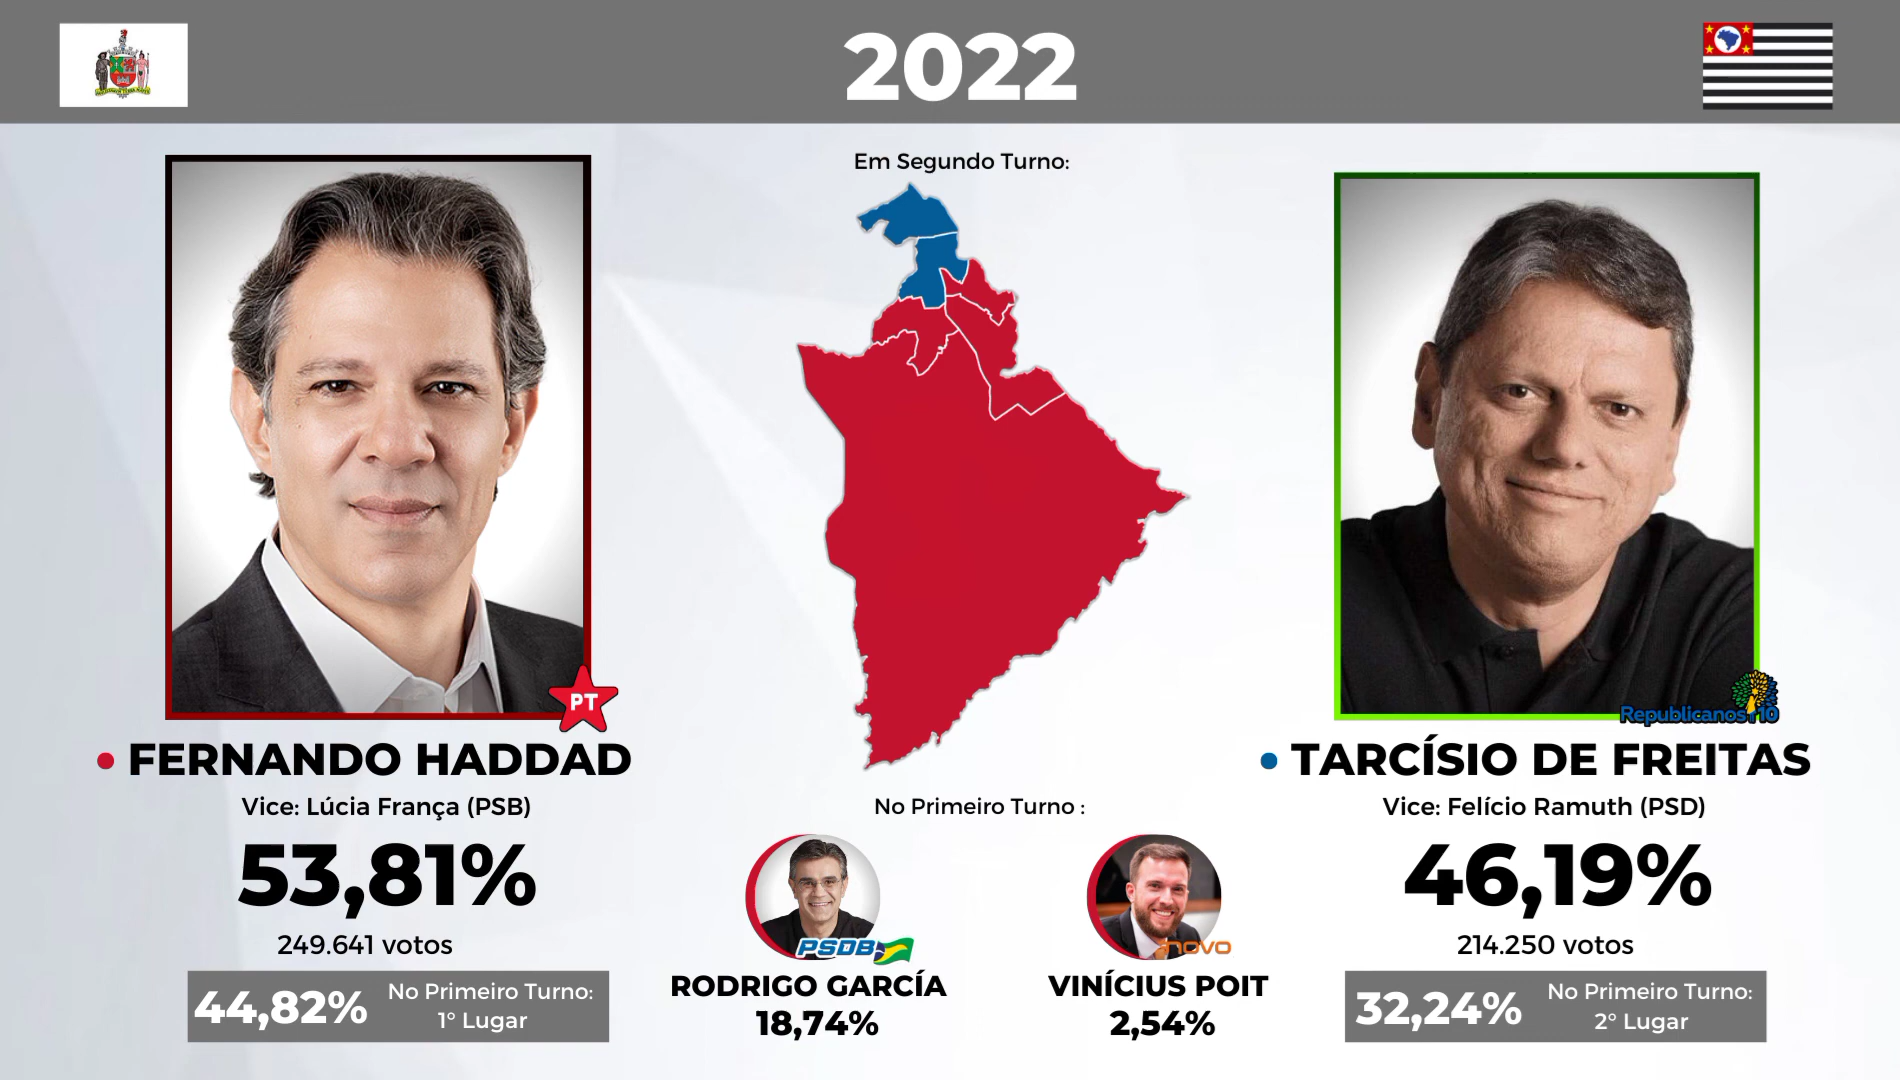 2022
Em Segundo Turno:
PT
Republicanos 10
• FERNANDO HADDAD
Vice: Lúcia França (PSB)
53,81%
249.641 votos
44,82%
No Primeiro Turno:
1° Lugar
No Primeiro Turno :
PSDB
RODRIGO GARCÍA
18,74%
NOVO
VINÍCIUS POIT
2,54%
• TARCÍSIO DE FREITAS
Vice: Felício Ramuth (PSD)
46,19%
214.250 votos
32,24%
No Primeiro Turno:
2° Lugar